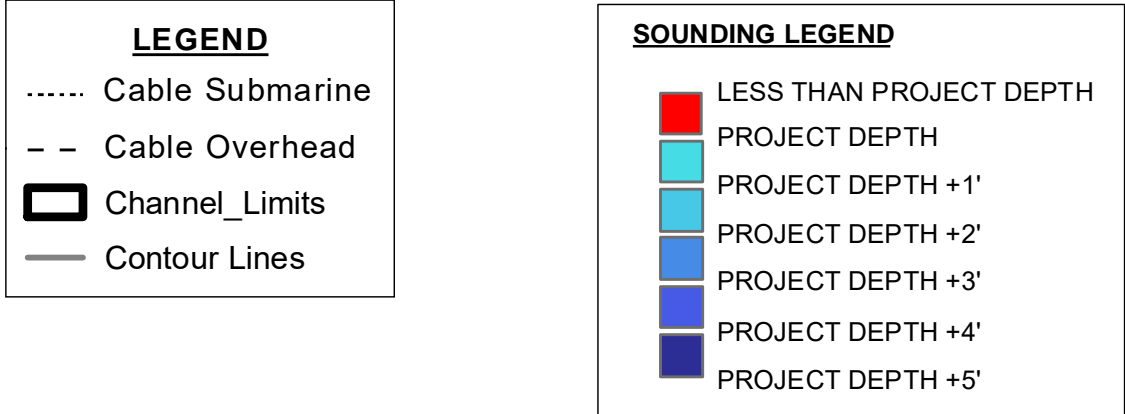 LEGEND
Cable Submarine
Cable Overhead
Channel_Limits
Contour Lines
SOUNDING LEGEND
LESS THAN PROJECT DEPTH
PROJECT DEPTH
PROJECT DEPTH +1'
PROJECT DEPTH +2'
PROJECT DEPTH +3'
PROJECT DEPTH +4'
PROJECT DEPTH +5'